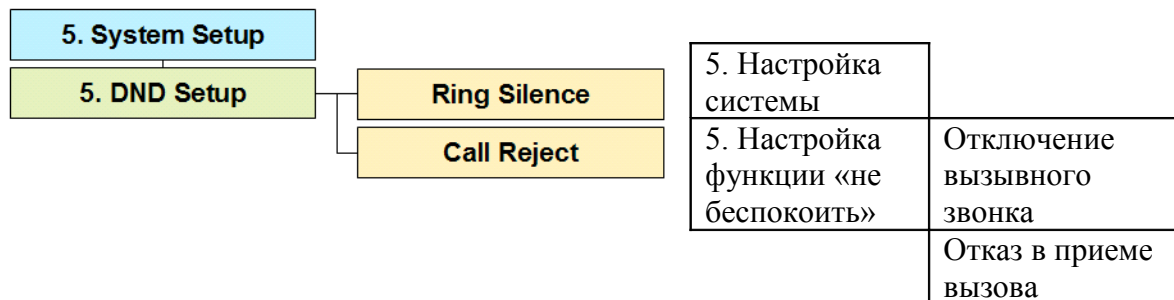 5. System Setup
5. DND Setup
Ring Silence
Call Reject
5. Настройка
системы
5. Настройка
функции «не
беспокоить»
Отключение
вызывного
звонка
Отказ в приеме
вызова